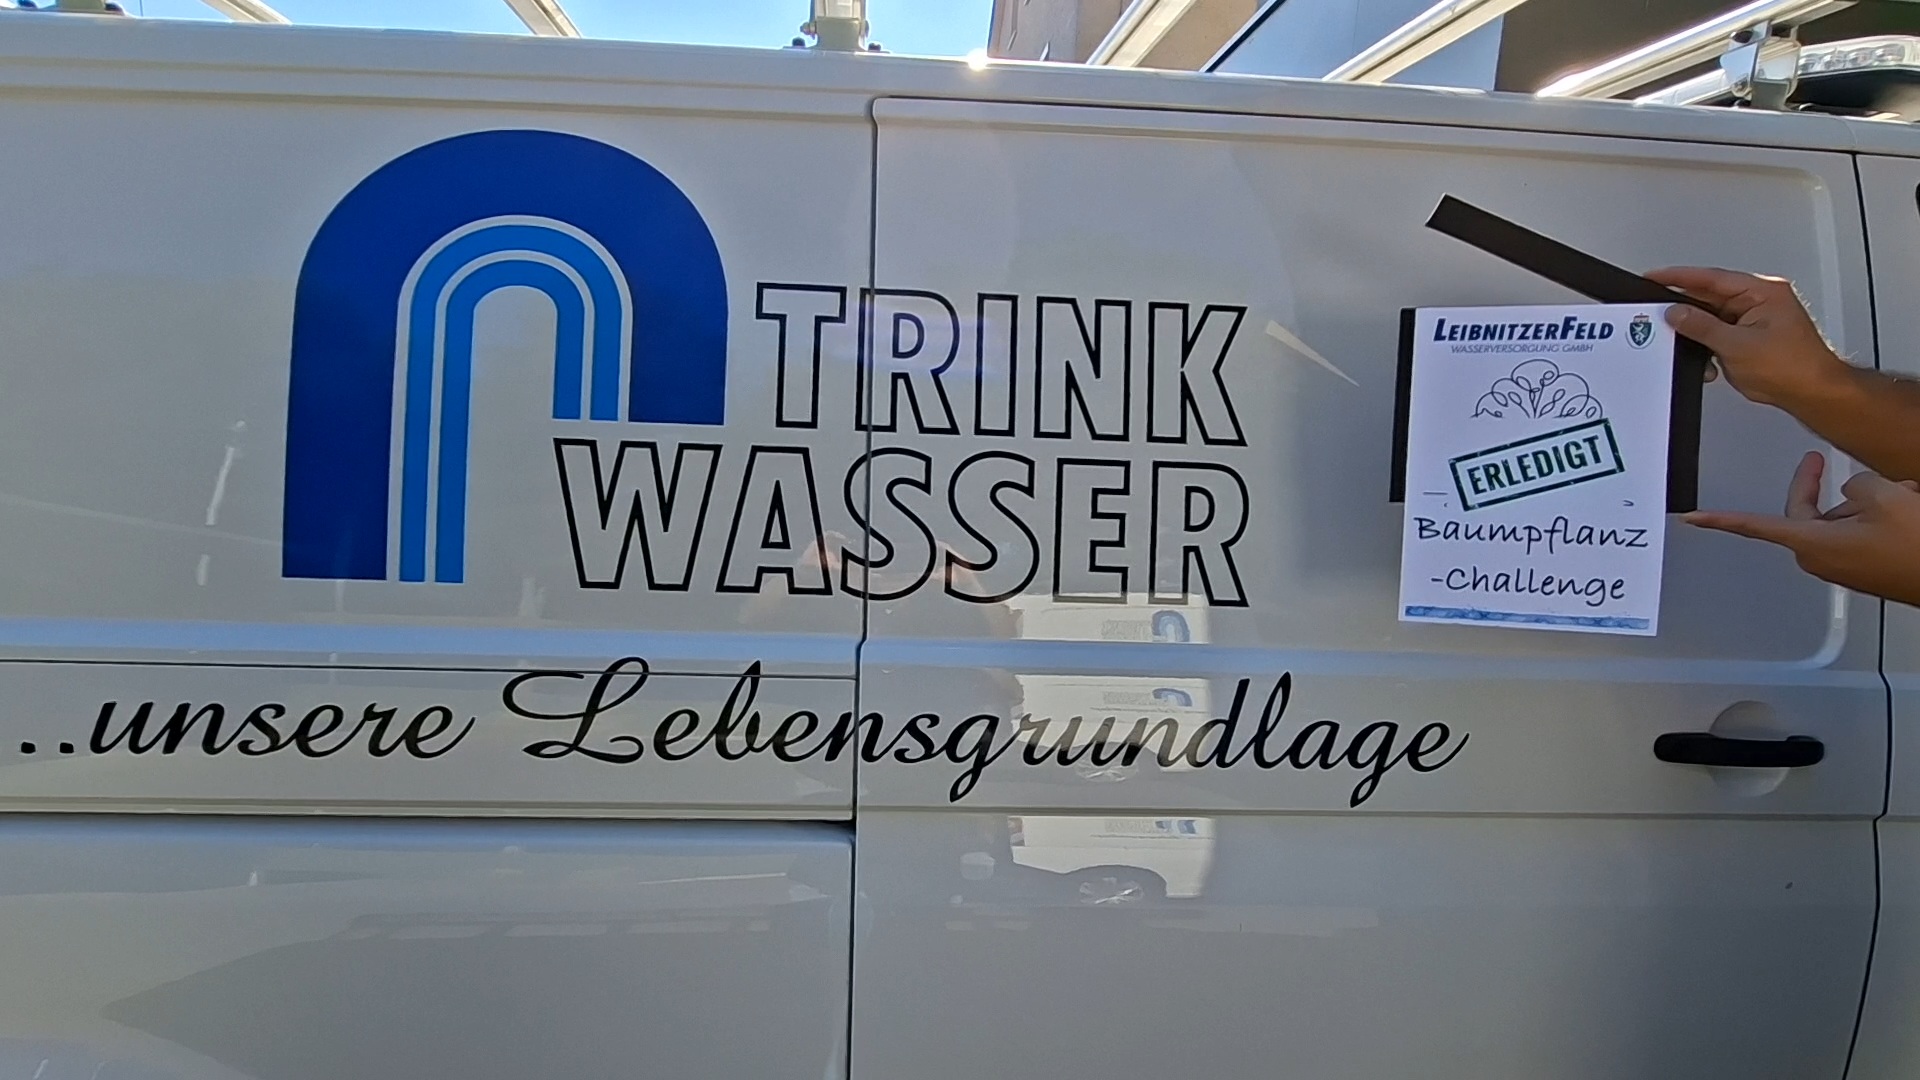 TRINK
WASSER
..unsere Lebensgrundlage
LEIBNITZERFELD
WASSERVERSORGUNG GMBH
ERLEDIGT
Baumpflanz
-Challenge